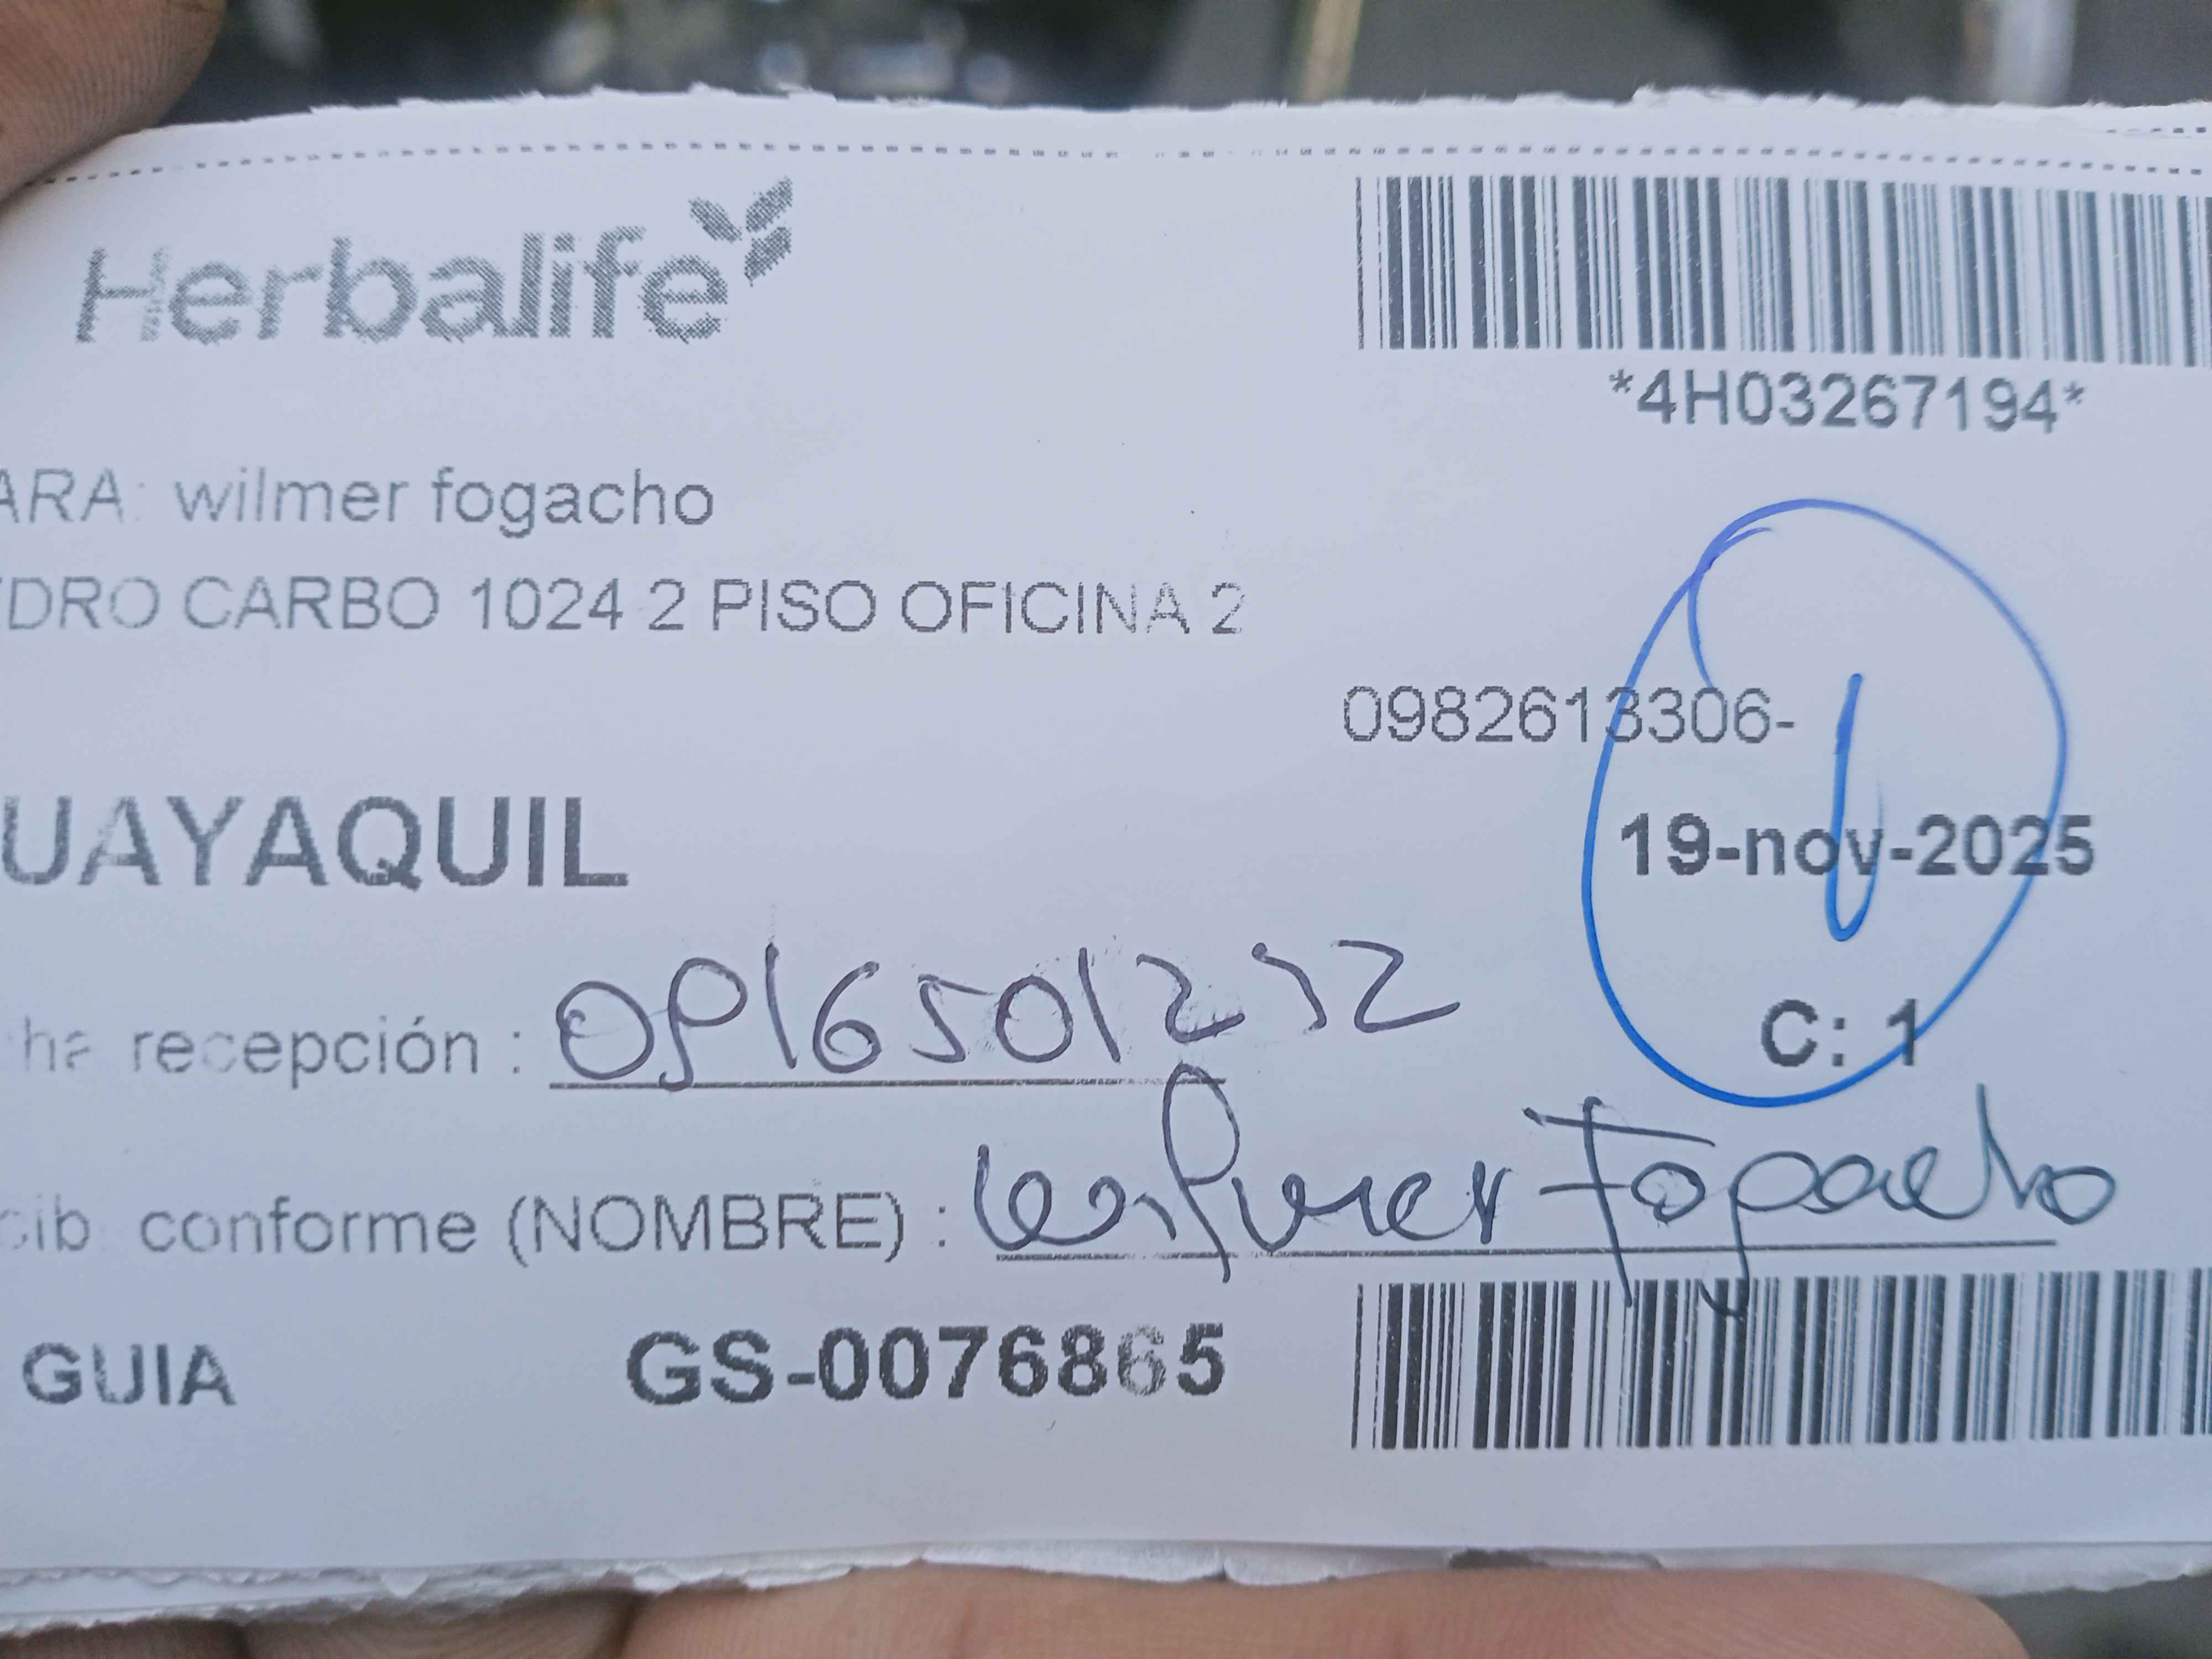 Herbalife
*4H03267194*
ARA: wilmer fogacho
EDRO CARBO 1024 2 PISO OFICINA 2
0982613306-
UAYAQUIL
19-nov-2025
C: 1
ha recepción : 0916501232
cib conforme (NOMBRE) : Wilmer Fogacho
GUIA GS-0076865